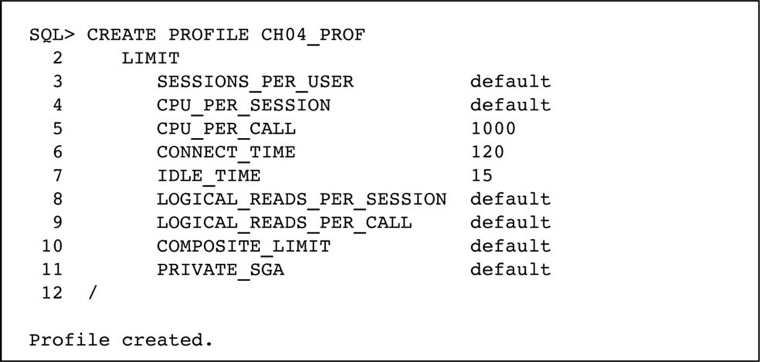 SQL> CREATE PROFILE CH04_PROF
2 LIMIT
3 SESSIONS_PER_USER default
4 CPU_PER_SESSION default
5 CPU_PER_CALL 1000
6 CONNECT_TIME 120
7 IDLE_TIME 15
8 LOGICAL_READS_PER_SESSION default
9 LOGICAL_READS_PER_CALL default
10 COMPOSITE_LIMIT default
11 PRIVATE_SGA default
12 /
Profile created.